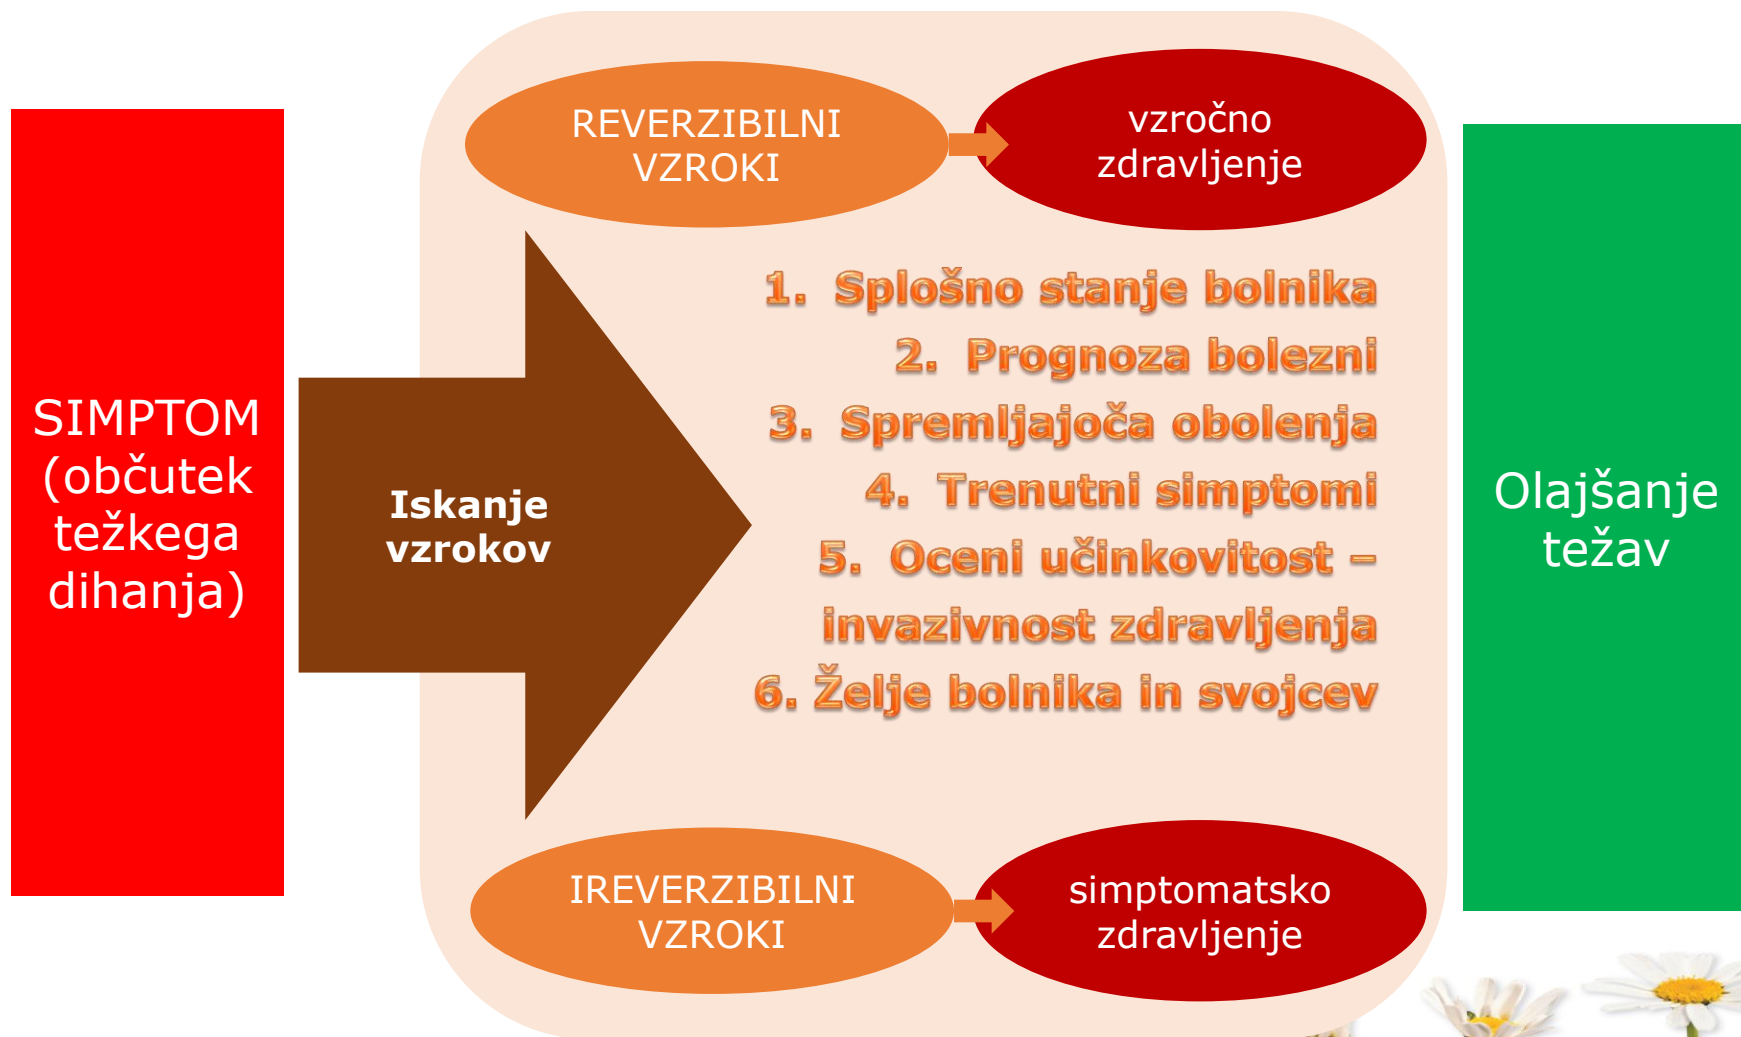 SIMPTOM
(občutek
težkega
dihanja)
Iskanje
vzrokov
REVERZIBILNI
VZROKI
vzročno
zdravljenje
1. Splošno stanje bolnika
2. Prognoza bolezni
3. Spremljajoča obolenja
4. Trenutni simptomi
5. Oceni učinkovitost –
invazivnost zdravljenja
6. Želje bolnika in svojcev
IREVERZIBILNI
VZROKI
simptomatsko
zdravljenje
Olajšanje
težav